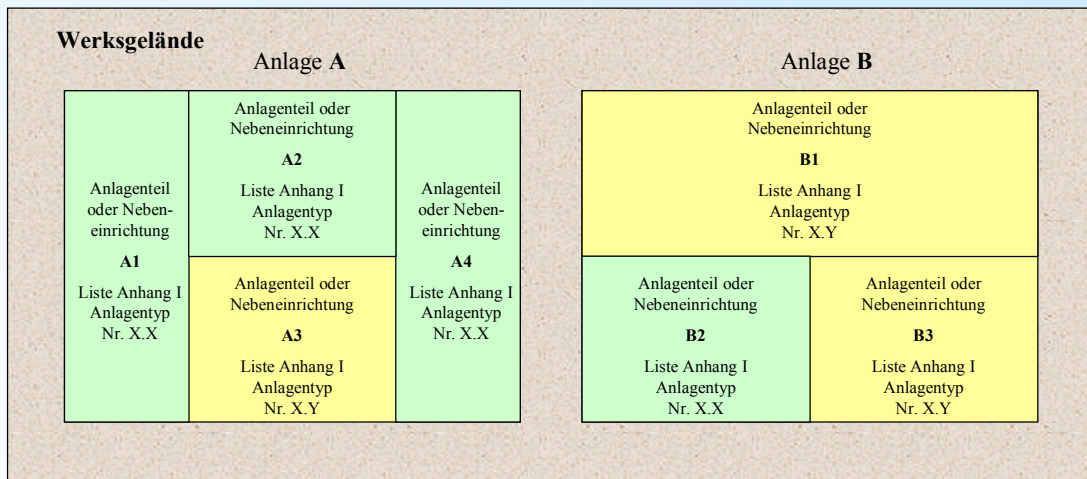 Werksgelände
Anlage A
Anlage B
Anlagenteil
oder Neben-
einrichtung
A1
Liste Anhang I
Anlagentyp
Nr. X.X
Anlagenteil oder
Nebeneinrichtung
A2
Liste Anhang I
Anlagentyp
Nr. X.X
Anlagenteil oder
Nebeneinrichtung
A3
Liste Anhang I
Anlagentyp
Nr. X.Y
Anlagenteil
oder Neben-
einrichtung
A4
Liste Anhang I
Anlagentyp
Nr. X.X
Anlagenteil oder
Nebeneinrichtung
B1
Liste Anhang I
Anlagentyp
Nr. X.Y
Anlagenteil oder
Nebeneinrichtung
B2
Liste Anhang I
Anlagentyp
Nr. X.X
Anlagenteil oder
Nebeneinrichtung
B3
Liste Anhang I
Anlagentyp
Nr. X.Y